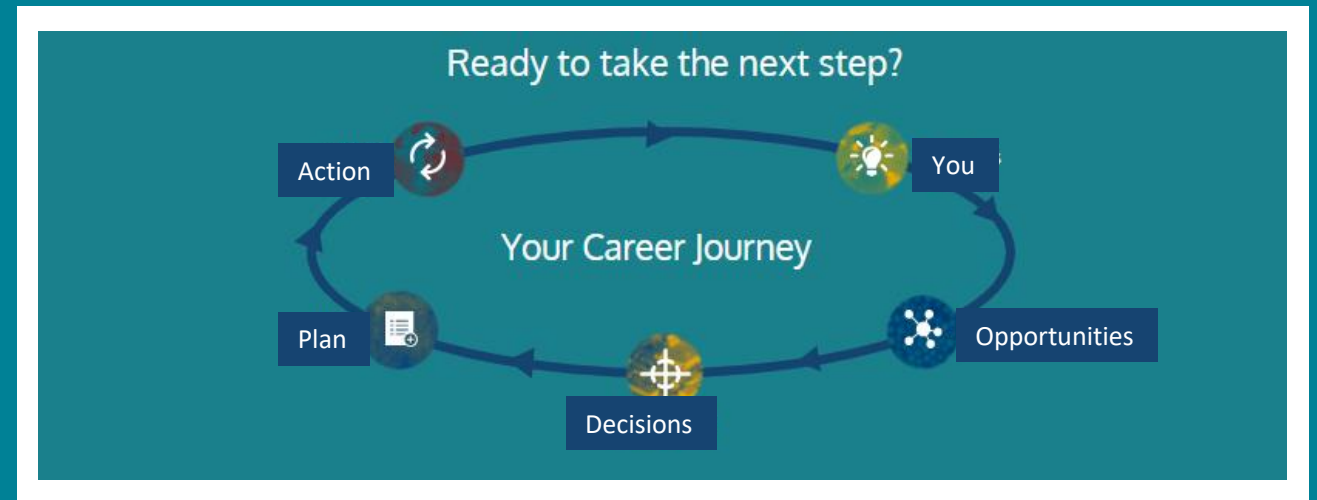 Ready to take the next step?
Action
You
Your Career Journey
Plan
Opportunities
Decisions